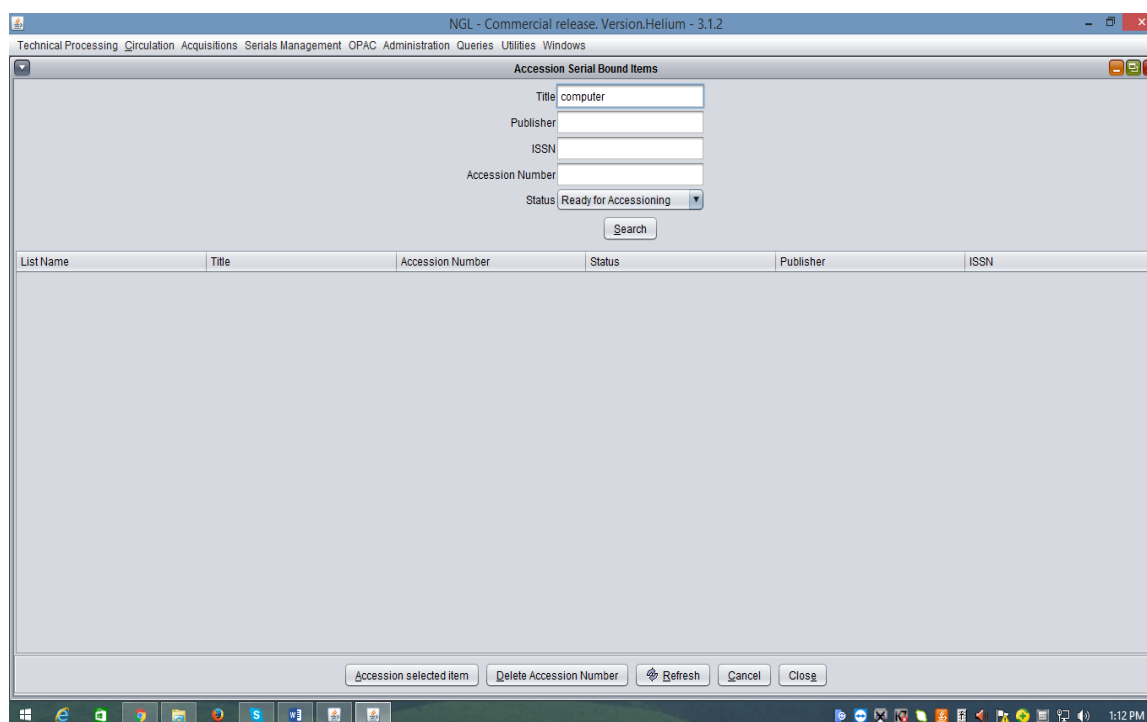 NGL - Commercial release. Version.Helium - 3.1.2
Technical Processing Circulation Acquisitions Serials Management OPAC Administration Queries Utilities Windows
Accession Serial Bound Items
Title computer
Publisher
ISSN
Accession Number
Status Ready for Accessioning
Search
List Name Title Accession Number Status Publisher ISSN
Accession selected item Delete Accession Number Refresh Cancel Close
1:12 PM